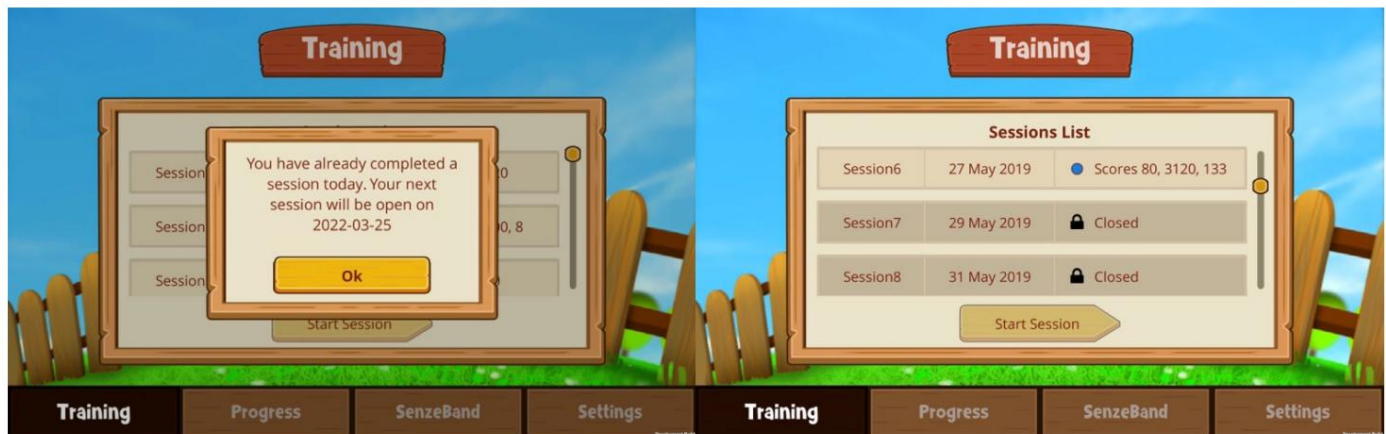 Training
Session
Session
Session
You have already completed a
session today. Your next
session will be open on
2022-03-25
Ok
Start Session
Training Progress SenzeBand Settings
Training
Sessions List
Session6 27 May 2019 Scores 80, 3120, 133
Session7 29 May 2019 Closed
Session8 31 May 2019 Closed
Start Session
Training Progress SenzeBand Settings